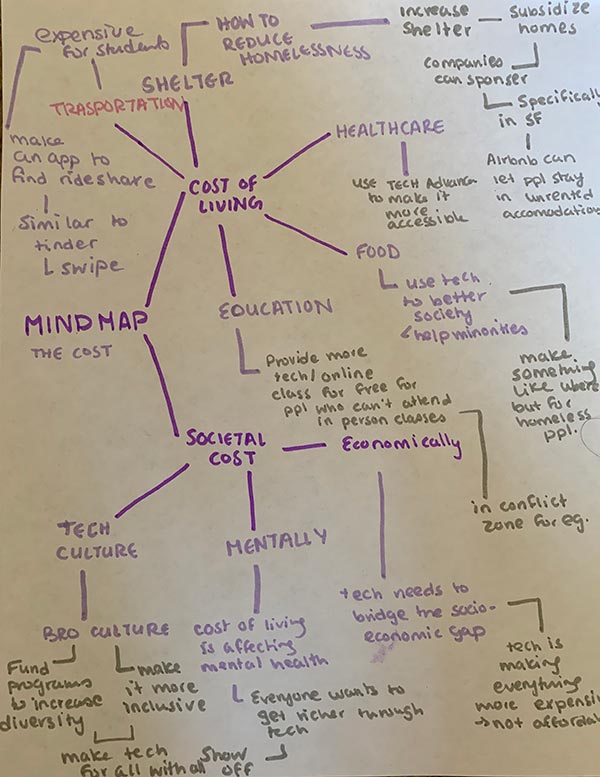 expensive
for students
HOW TO
REDUCE
HOMELESSNESS
increase
shelter
subsidize
homes
companies
can sponser
Specifically
in SF
Airbnb can
let ppl stay
in unrented
accomodation
SHELTER
TRASPORTATION
make
an app to
find rideshare
Similar to
tinder
swipe
HEALTHCARE
USE TECH Advance
to make it
more
accessible
COST OF
LIVING
FOOD
use tech
to better
society
help minorities
make
something
like
but for
homeless
ppl.
EDUCATION
Provide more
tech/online
class for free for
ppl who can't attend
in person classes
in conflict
zone for eg.
MIND MAP
THE COST
SOCIETAL
COST
Economically
tech needs to
bridge the socio-
economic gap
tech is
making
everything
more expensi
→ not affordab
TECH
CULTURE
BRO CULTURE
Fund
programs
to increase
diversity
make
it more
inclusive
make tech
for all with all
MENTALLY
cost of living
is affecting
mental health
Everyone wants to
get richer through
tech
Show
off